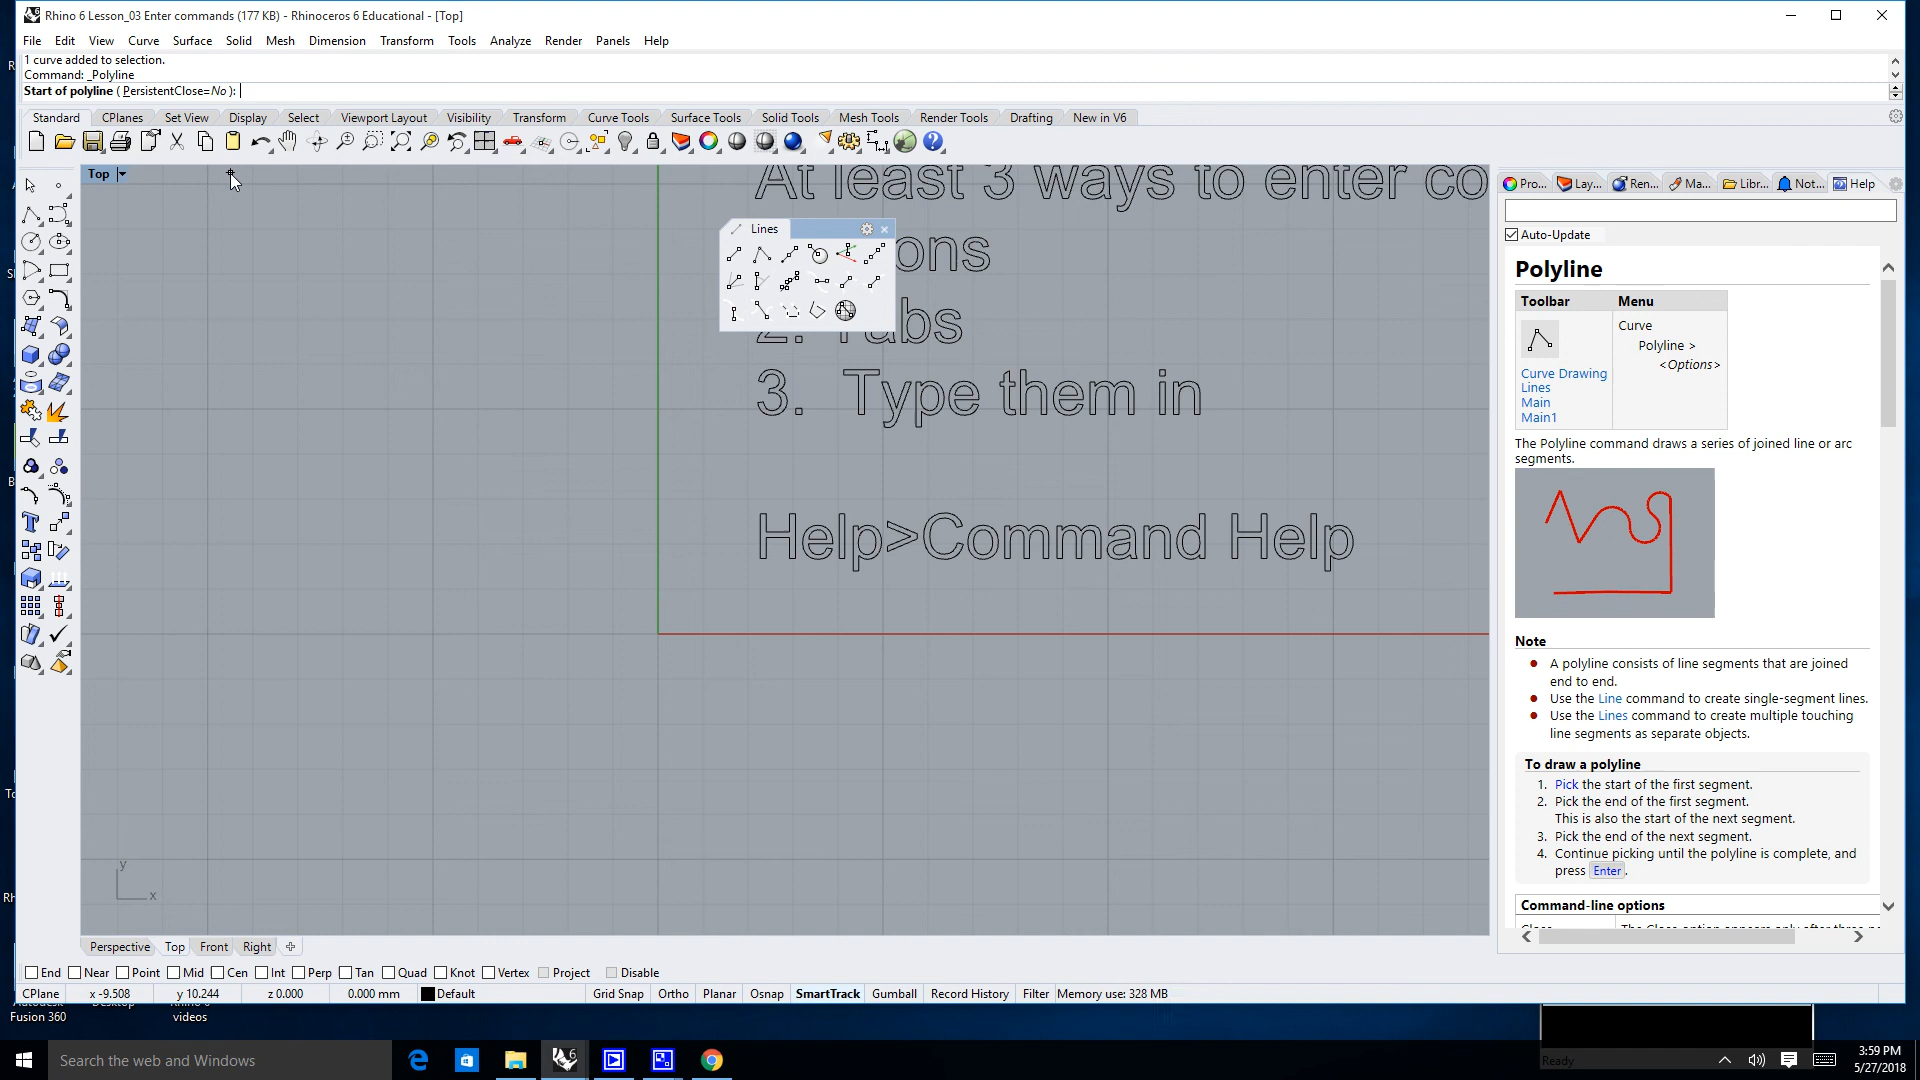 Rhino 6 Lesson_03 Enter commands (177 KB) - Rhinoceros 6 Educational - [Top]
File Edit View Curve Surface Solid Mesh Dimension Transform Tools Analyze Render Panels Help
1 curve added to selection.
Command: _Polyline
Start of polyline ( PersistentClose=No ):
Standard CPlanes Set View Display Select Viewport Layout Visibility Transform Curve Tools Surface Tools Solid Tools Mesh Tools Render Tools Drafting New in V6
Top
At least 3 ways to enter co
Lines
ons
2. Tabs
3. Type them in
Help>Command Help
y
x
Pro... Lay... Ren... Ma... Libr... Not... Help
Auto-Update
Polyline
Toolbar Menu
Curve
Polyline >
<Options>
Curve Drawing
Lines
Main
Main1
The Polyline command draws a series of joined line or arc
segments.
Note
A polyline consists of line segments that are joined
end to end.
Use the Line command to create single-segment lines.
Use the Lines command to create multiple touching
line segments as separate objects.
To draw a polyline
1. Pick the start of the first segment.
2. Pick the end of the first segment.
This is also the start of the next segment.
3. Pick the end of the next segment.
4. Continue picking until the polyline is complete, and
press Enter.
Command-line options
Perspective Top Front Right
End Near Point Mid Cen Int Perp Tan Quad Knot Vertex Project Disable
CPlane x -9.508 y 10.244 z 0.000 0.000 mm Default Grid Snap Ortho Planar Osnap SmartTrack Gumball Record History Filter Memory use: 328 MB
Fusion 360
videos
Search the web and Windows
Ready
3:59 PM
5/27/2018